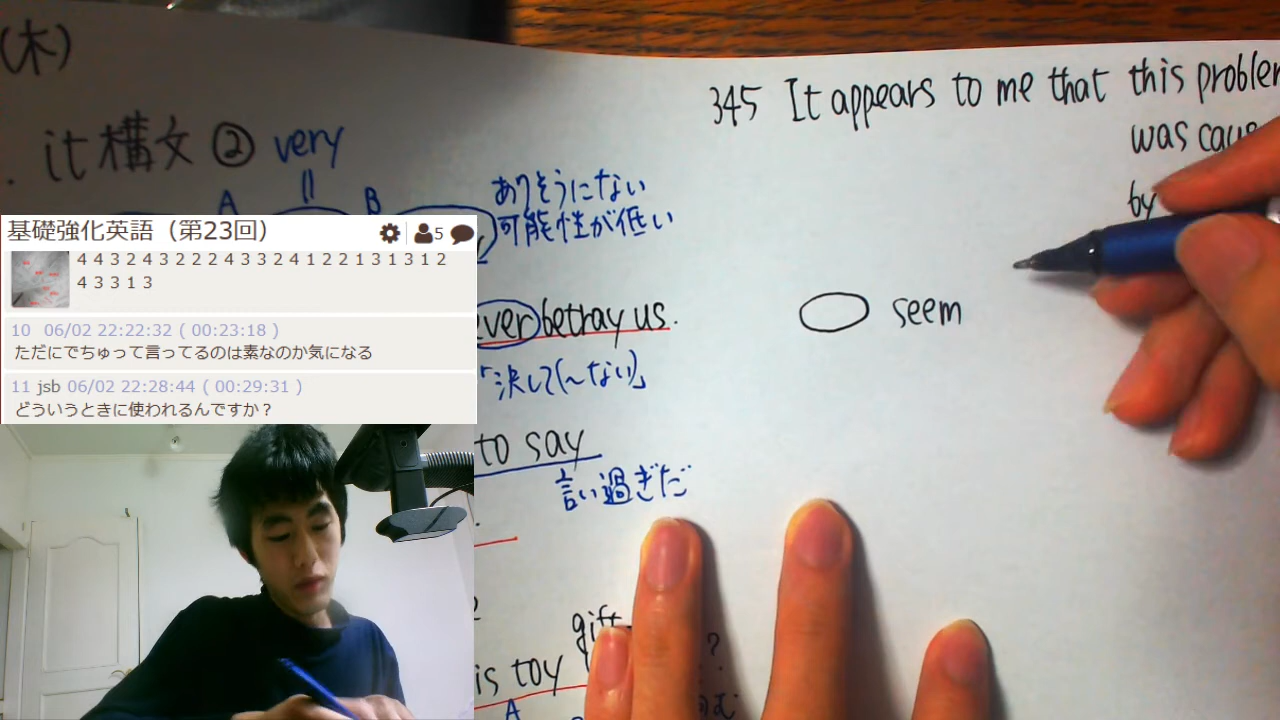 (木)
. it構文 ② very
A || B
ありそうにない
可能性が低い
ever betray us.
「決して(~ない)」
to say
言い過ぎだ
gift
is toy ?
A
345 It appears to me that this problem
was caus
by
seem
基礎強化英語（第23回）
5
4 4 3 2 4 3 2 2 2 4 3 3 2 4 1 2 2 1 3 1 3 1 2
4 3 3 1 3
10 06/02 22:22:32 ( 00:23:18 )
ただにでちゅって言ってるのは素なのか気になる
11 jsb 06/02 22:28:44 ( 00:29:31 )
どういうときに使われるんですか？